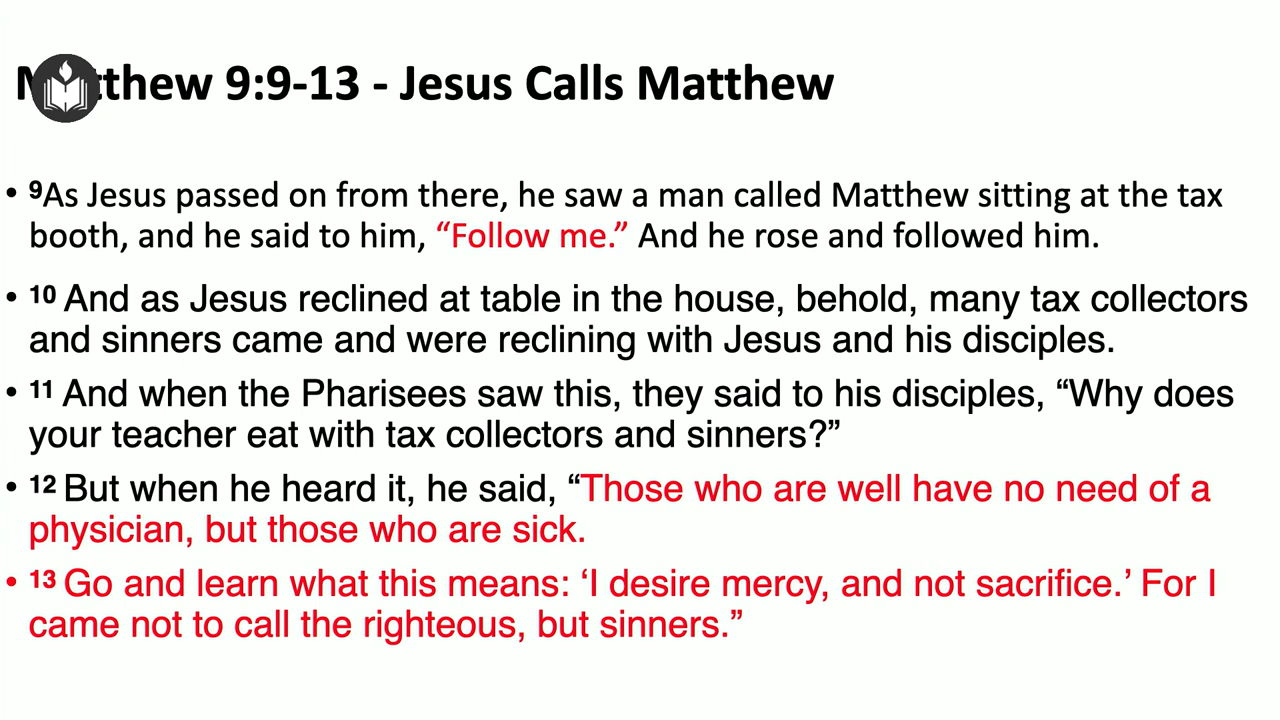 Matthew 9:9-13 - Jesus Calls Matthew
• 9As Jesus passed on from there, he saw a man called Matthew sitting at the tax
booth, and he said to him, “Follow me.” And he rose and followed him.
• 10 And as Jesus reclined at table in the house, behold, many tax collectors
and sinners came and were reclining with Jesus and his disciples.
• 11 And when the Pharisees saw this, they said to his disciples, “Why does
your teacher eat with tax collectors and sinners?”
• 12 But when he heard it, he said, “Those who are well have no need of a
physician, but those who are sick.
• 13 Go and learn what this means: ‘I desire mercy, and not sacrifice.’ For I
came not to call the righteous, but sinners.”